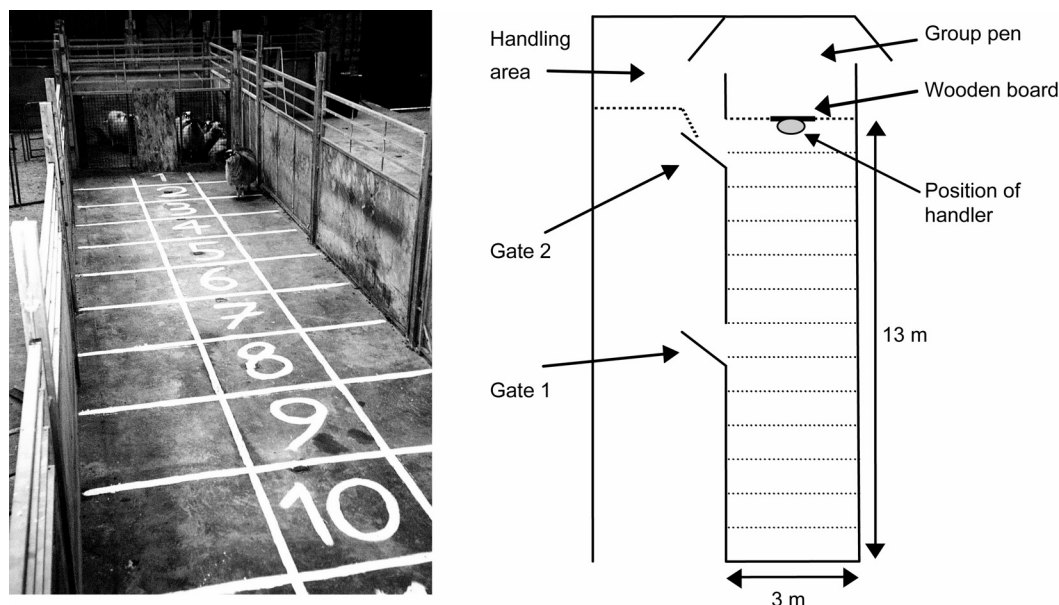 1
2
3
4
5
6
7
8
9
10
Handling
area
Group pen
Wooden board
Position of
handler
Gate 2
Gate 1
13 m
3 m